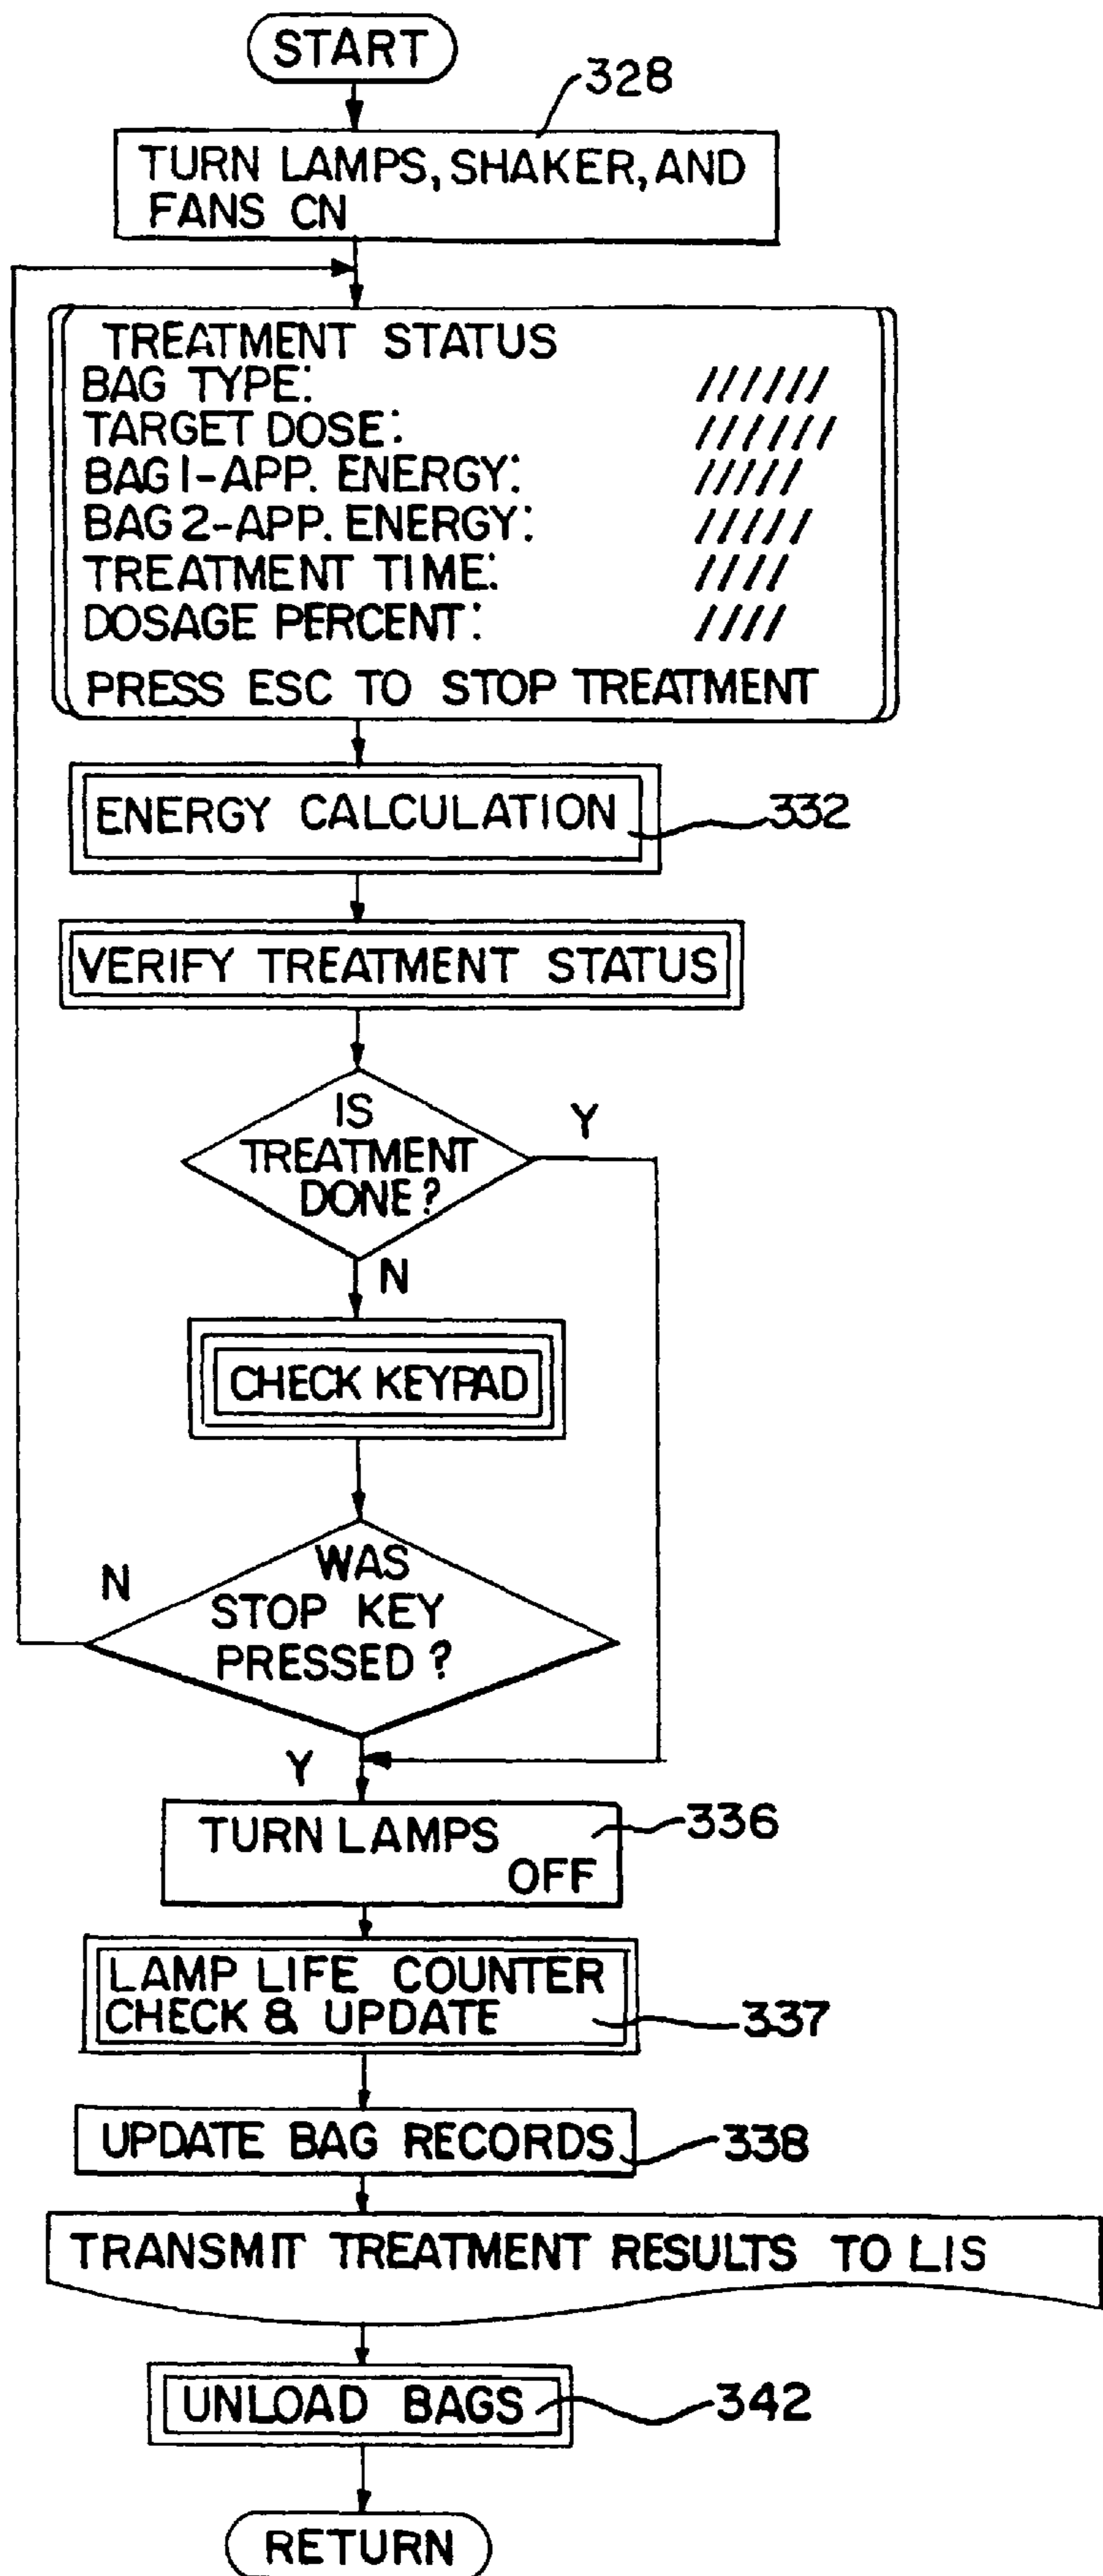 START
328
TURN LAMPS, SHAKER, AND
FANS CN
TREATMENT STATUS
BAG TYPE: //////
TARGET DOSE: //////
BAG 1-APP. ENERGY: /////
BAG 2-APP. ENERGY: /////
TREATMENT TIME: ////
DOSAGE PERCENT: ////
PRESS ESC TO STOP TREATMENT
ENERGY CALCULATION
332
VERIFY TREATMENT STATUS
IS
TREATMENT
DONE?
Y
N
CHECK KEYPAD
WAS
STOP KEY
PRESSED?
N
Y
TURN LAMPS
OFF
336
LAMP LIFE COUNTER
CHECK & UPDATE
337
UPDATE BAG RECORDS
338
TRANSMIT TREATMENT RESULTS TO LIS
UNLOAD BAGS
342
RETURN